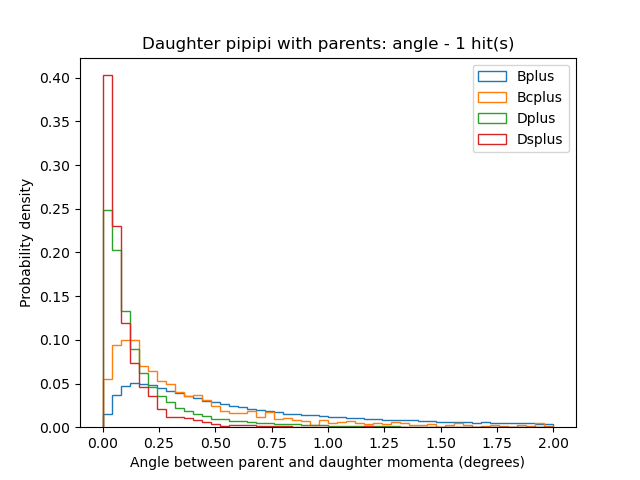 Daughter pipipi with parents: angle - 1 hit(s)
Bplus
Bcplus
Dplus
Dsplus
Probability density
0.40
0.35
0.30
0.25
0.20
0.15
0.10
0.05
0.00
0.00 0.25 0.50 0.75 1.00 1.25 1.50 1.75 2.00
Angle between parent and daughter momenta (degrees)